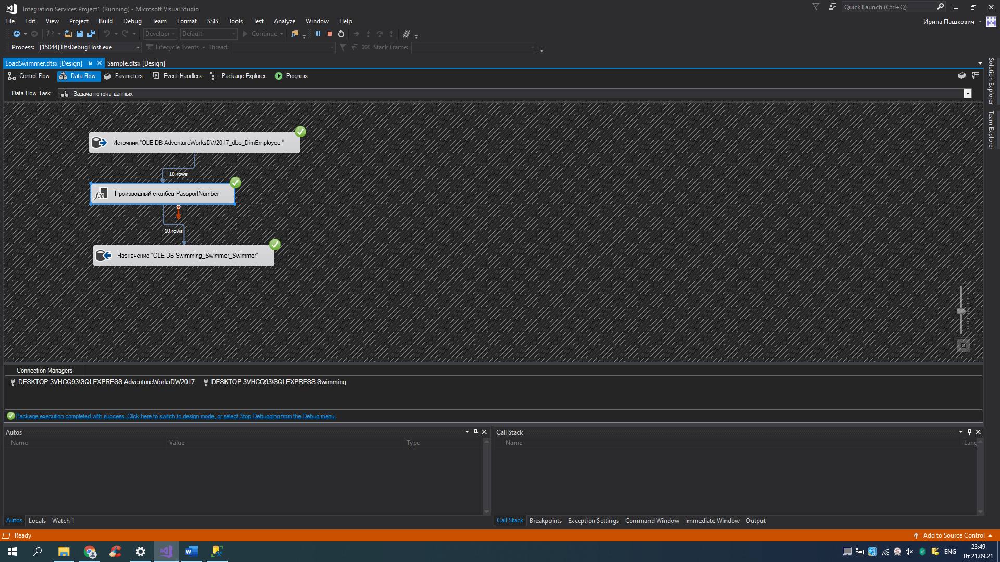 Integration Services Project1 (Running) - Microsoft Visual Studio
Quick Launch (Ctrl+Q)
File Edit View Project Build Debug Team Format SSIS Tools Test Analyze Window Help
Ирина Пашкович
Developi Default Continue
Process: [15044] DtsDebugHost.exe Lifecycle Events Thread: Stack Frame:
LoadSwimmer.dtsx [Design] Sample.dtsx [Design]
Control Flow Data Flow Parameters Event Handlers Package Explorer Progress
Data Flow Task: Задача потока данных
Solution Explorer
Team Explorer
Источник "OLE DB AdventureWorksDW2017_dbo_DimEmployee "
10 rows
Производный столбец PassportNumber
10 rows
Назначение "OLE DB Swimming_Swimmer_Swimmer"
Connection Managers
DESKTOP-3VHCQ93\SQLEXPRESS.AdventureWorksDW2017 DESKTOP-3VHCQ93\SQLEXPRESS.Swimming
Package execution completed with success. Click here to switch to design mode, or select Stop Debugging from the Debug menu.
Autos
Name Value Type
Call Stack
Name Lang
Autos Locals Watch 1
Call Stack Breakpoints Exception Settings Command Window Immediate Window Output
Ready
Add to Source Control
ENG
23:49
Вт 21.09.21